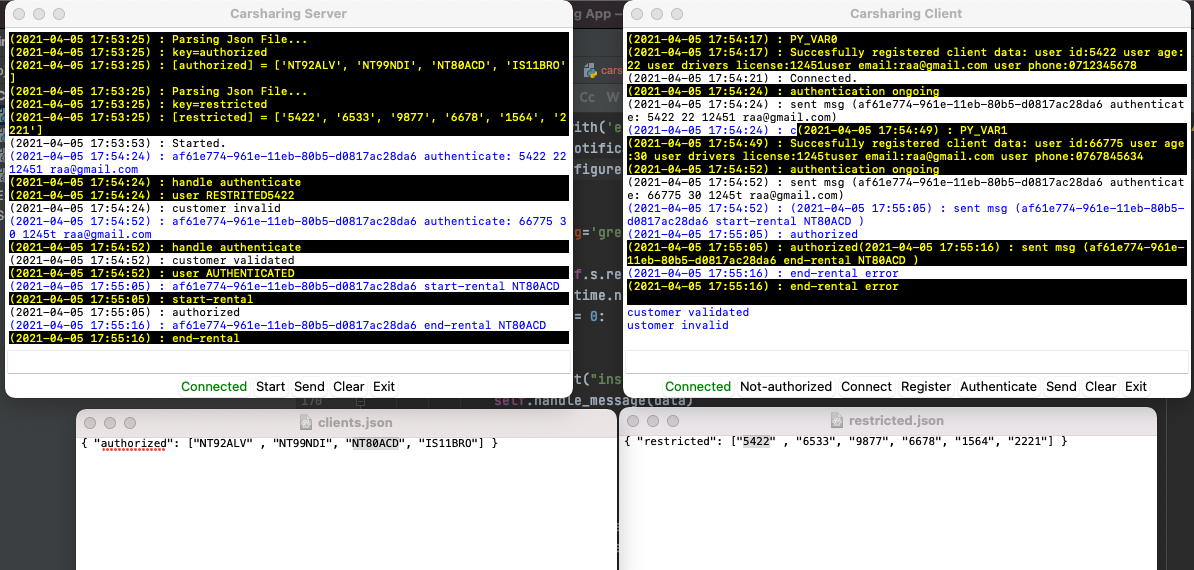 Carsharing Server
(2021-04-05 17:53:25) : Parsing Json File...
(2021-04-05 17:53:25) : key=authorized
(2021-04-05 17:53:25) : [authorized] = ['NT92ALV', 'NT99NDI', 'NT80ACD', 'IS11BRO'
]
(2021-04-05 17:53:25) : Parsing Json File...
(2021-04-05 17:53:25) : key=restricted
(2021-04-05 17:53:25) : [restricted] = ['5422', '6533', '9877', '6678', '1564', '2
221']
(2021-04-05 17:53:53) : Started.
(2021-04-05 17:54:24) : af61e774-961e-11eb-80b5-d0817ac28da6 authenticate: 5422 22
12451 raa@gmail.com
(2021-04-05 17:54:24) : handle authenticate
(2021-04-05 17:54:24) : user RESTRITED5422
(2021-04-05 17:54:24) : customer invalid
(2021-04-05 17:54:52) : af61e774-961e-11eb-80b5-d0817ac28da6 authenticate: 66775 3
0 1245t raa@gmail.com
(2021-04-05 17:54:52) : handle authenticate
(2021-04-05 17:54:52) : customer validated
(2021-04-05 17:54:52) : user AUTHENTICATED
(2021-04-05 17:55:05) : af61e774-961e-11eb-80b5-d0817ac28da6 start-rental NT80ACD
(2021-04-05 17:55:05) : start-rental
(2021-04-05 17:55:05) : authorized
(2021-04-05 17:55:16) : af61e774-961e-11eb-80b5-d0817ac28da6 end-rental NT80ACD
(2021-04-05 17:55:16) : end-rental
Connected Start Send Clear Exit
g App –
cars
Cc W
ith('e
notific
figure
g='gre
lf.s.re
time.n
= 0:
t("ins
170
self.handle_message(data)
Carsharing Client
(2021-04-05 17:54:17) : PY_VAR0
(2021-04-05 17:54:17) : Succesfully registered client data: user id:5422 user age:
22 user drivers license:12451user email:raa@gmail.com user phone:0712345678
(2021-04-05 17:54:21) : Connected.
(2021-04-05 17:54:24) : authentication ongoing
(2021-04-05 17:54:24) : sent msg (af61e774-961e-11eb-80b5-d0817ac28da6 authenticat
e: 5422 22 12451 raa@gmail.com)
(2021-04-05 17:54:24) : c(2021-04-05 17:54:49) : PY_VAR1
(2021-04-05 17:54:49) : Succesfully registered client data: user id:66775 user age
:30 user drivers license:1245tuser email:raa@gmail.com user phone:0767845634
(2021-04-05 17:54:52) : authentication ongoing
(2021-04-05 17:54:52) : sent msg (af61e774-961e-11eb-80b5-d0817ac28da6 authenticat
e: 66775 30 1245t raa@gmail.com)
(2021-04-05 17:54:52) : (2021-04-05 17:55:05) : sent msg (af61e774-961e-11eb-80b5-
d0817ac28da6 start-rental NT80ACD )
(2021-04-05 17:55:05) : authorized
(2021-04-05 17:55:05) : authorized(2021-04-05 17:55:16) : sent msg (af61e774-961e-
11eb-80b5-d0817ac28da6 end-rental NT80ACD )
(2021-04-05 17:55:16) : end-rental error
(2021-04-05 17:55:16) : end-rental error
customer validated
ustomer invalid
Connected Not-authorized Connect Register Authenticate Send Clear Exit
clients.json
{ "authorized": ["NT92ALV" , "NT99NDI", "NT80ACD", "IS11BRO"] }
restricted.json
{ "restricted": ["5422" , "6533", "9877", "6678", "1564", "2221"] }